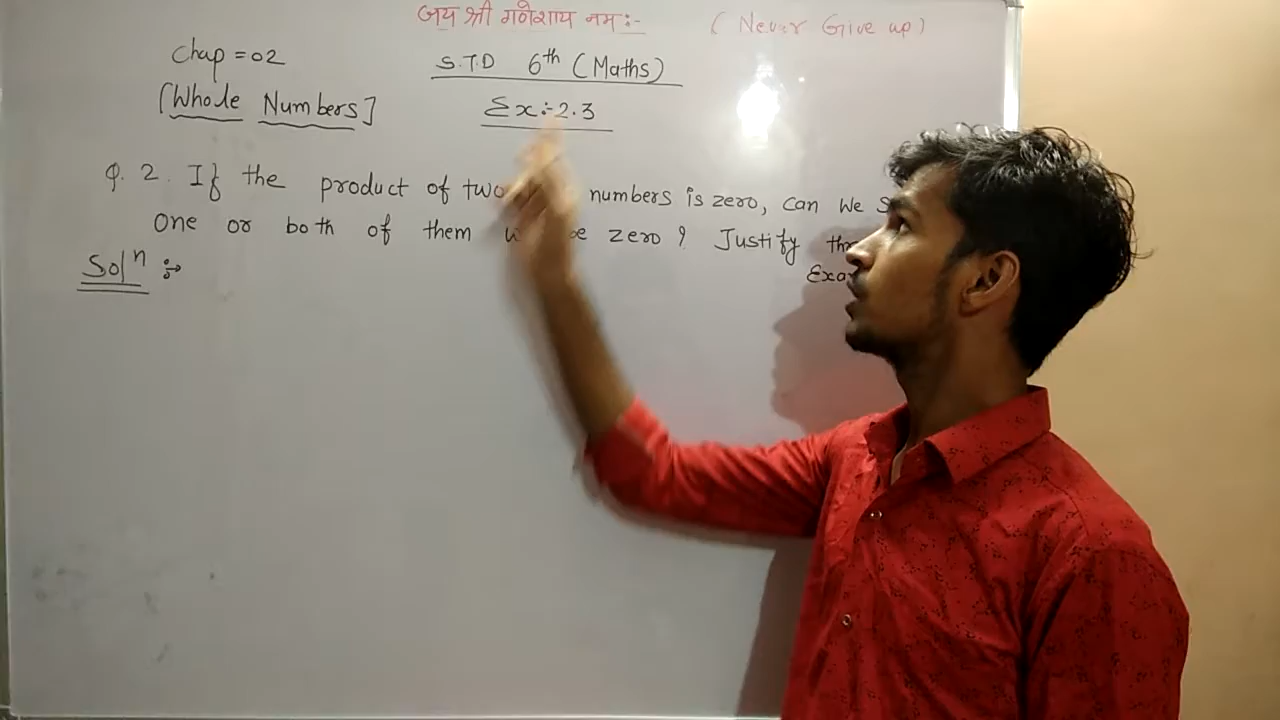 जय श्री गणेशाय नमः:-
( Never Give up )
Chap = 02
S.T.D 6th (Maths)
[Whole Numbers]
Ex:-2.3
Q. 2. If the product of two numbers is zero, can we
One or both of them zero ? Justify
Solⁿ :→